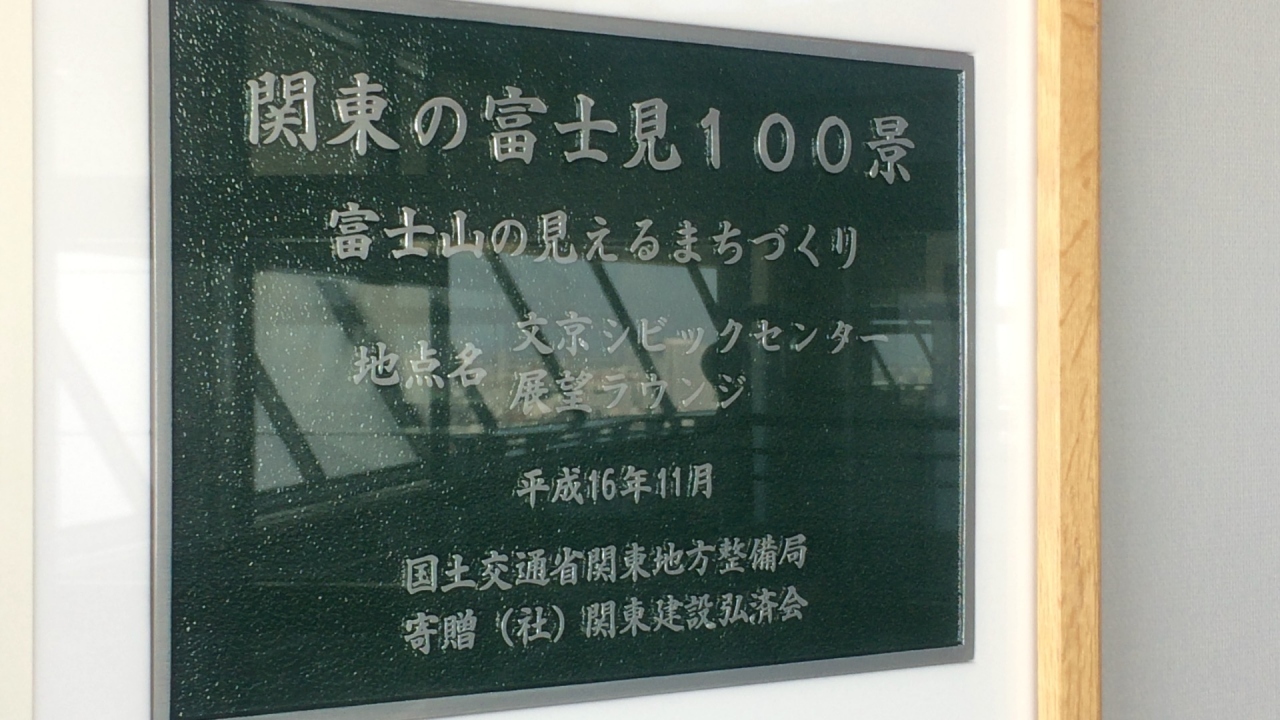 関東の富士見100景
富士山の見えるまちづくり
地点名 文京シビックセンター
展望ラウンジ
平成16年11月
国土交通省関東地方整備局
寄贈（社）関東建設弘済会